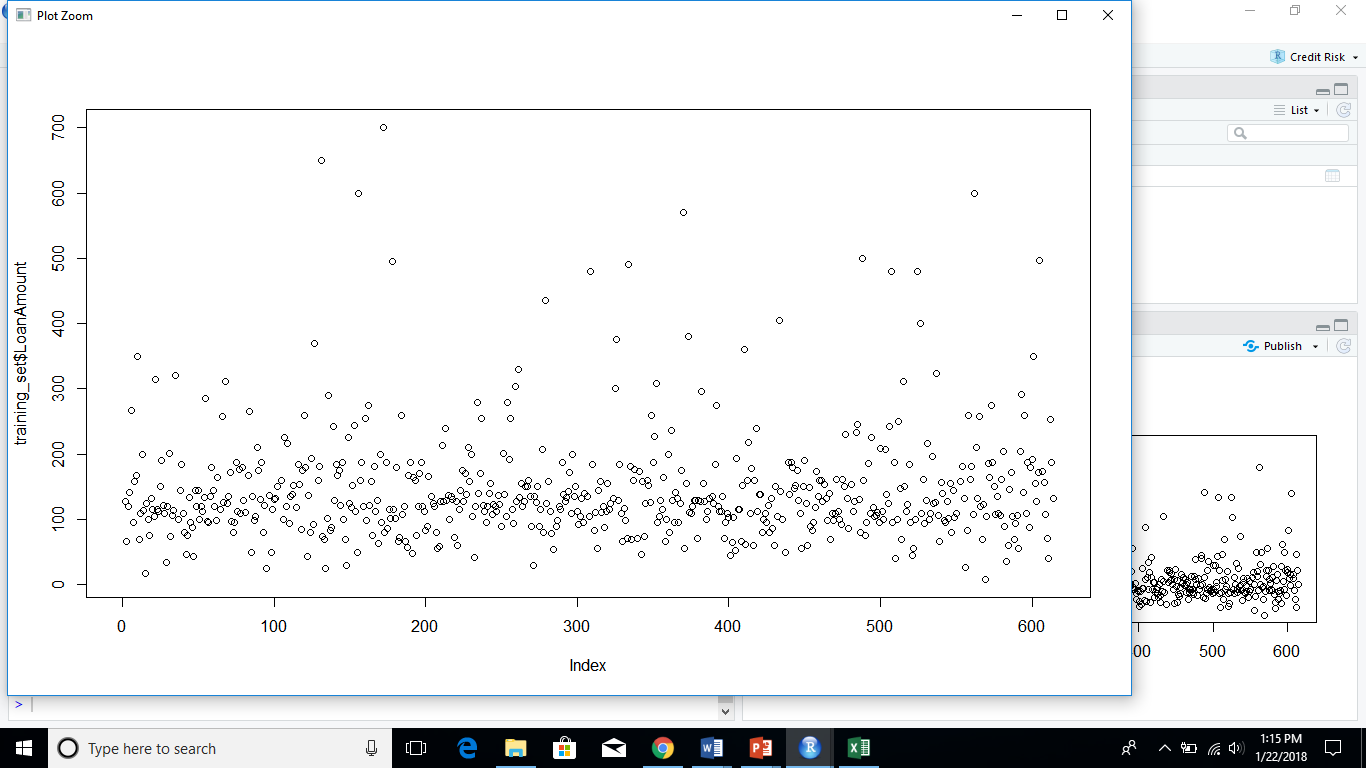 Plot Zoom
Credit Risk
List
Publish
training_set$LoanAmount
700
600
500
400
300
200
100
0
0 100 200 300 400 500 600
Index
00 500 600
>
Type here to search
1:15 PM
1/22/2018